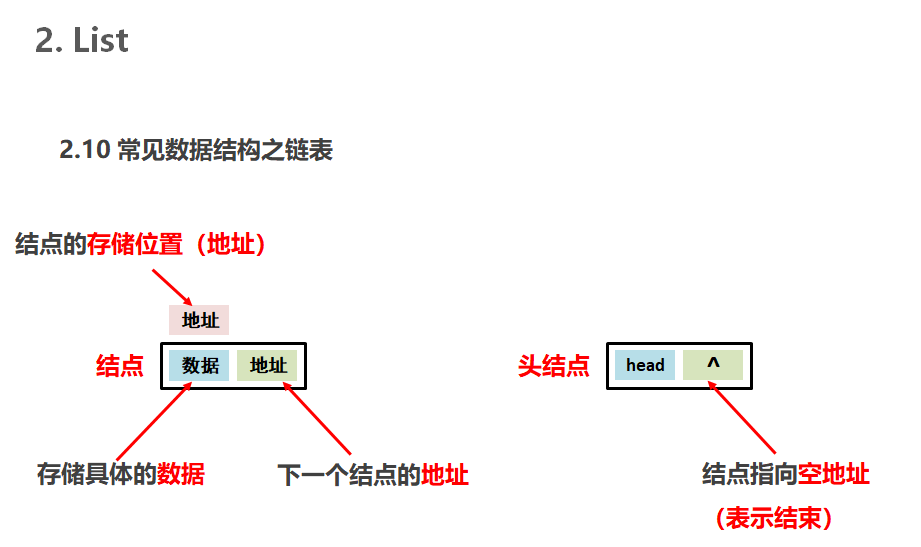 2. List
2.10 常见数据结构之链表
结点的存储位置（地址）
地址
结点
数据 地址
头结点
head ^
存储具体的数据
下一个结点的地址
结点指向空地址
（表示结束）